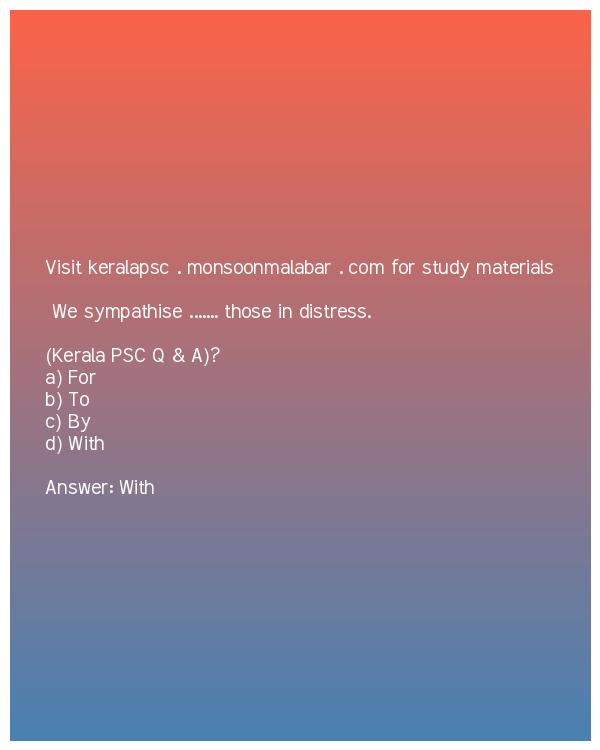 Visit keralapsc . monsoonmalabar . com for study materials
We sympathise ....... those in distress.
(Kerala PSC Q & A)?
a) For
b) To
c) By
d) With
Answer: With